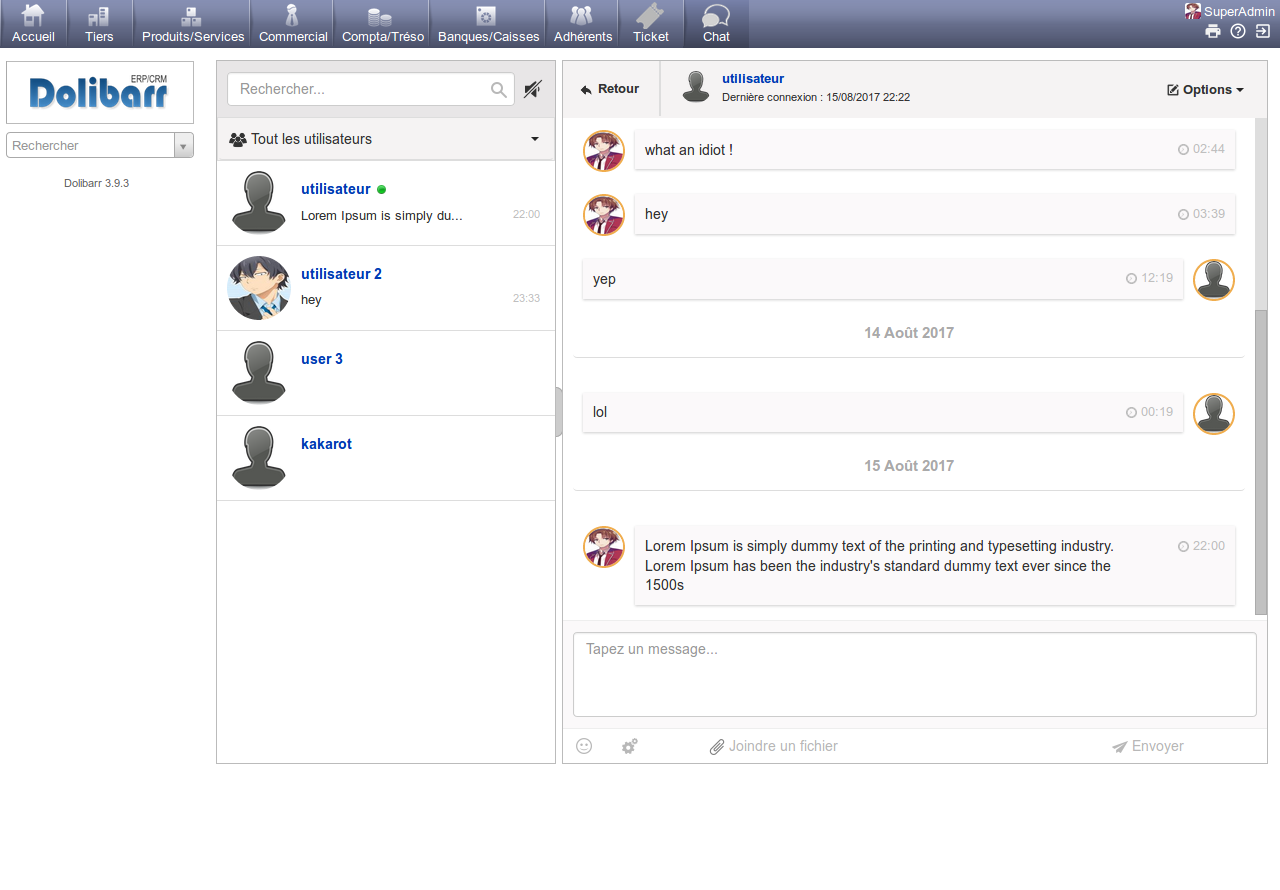 Accueil
Tiers
Produits/Services
Commercial
Compta/Tréso
Banques/Caisses
Adhérents
Ticket
Chat
SuperAdmin
Dolibarr ERP/CRM
Rechercher
Dolibarr 3.9.3
Rechercher...
Tout les utilisateurs
utilisateur
Lorem Ipsum is simply du... 22:00
utilisateur 2
hey 23:33
user 3
kakarot
Retour
utilisateur
Dernière connexion : 15/08/2017 22:22
Options
what an idiot ! 02:44
hey 03:39
yep 12:19
14 Août 2017
lol 00:19
15 Août 2017
Lorem Ipsum is simply dummy text of the printing and typesetting industry. 22:00
Lorem Ipsum has been the industry's standard dummy text ever since the
1500s
Tapez un message...
Joindre un fichier
Envoyer